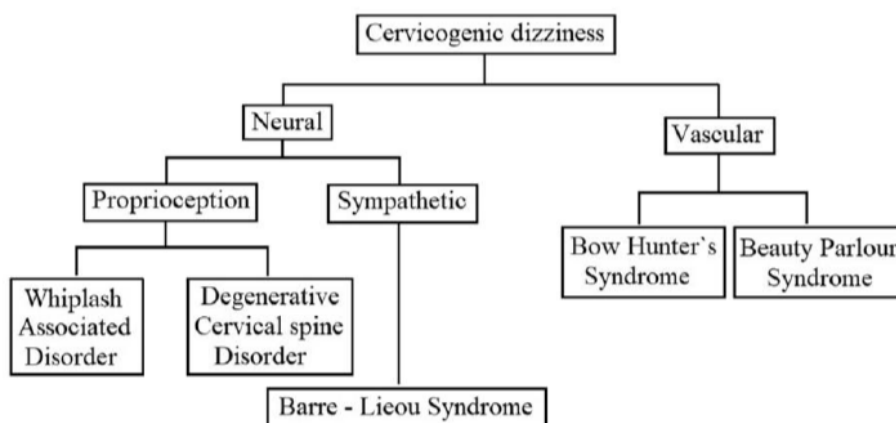 Cervicogenic dizziness
Neural
Vascular
Proprioception
Sympathetic
Bow Hunter`s
Syndrome
Beauty Parlour
Syndrome
Whiplash
Associated
Disorder
Degenerative
Cervical spine
Disorder
Barre - Lieou Syndrome